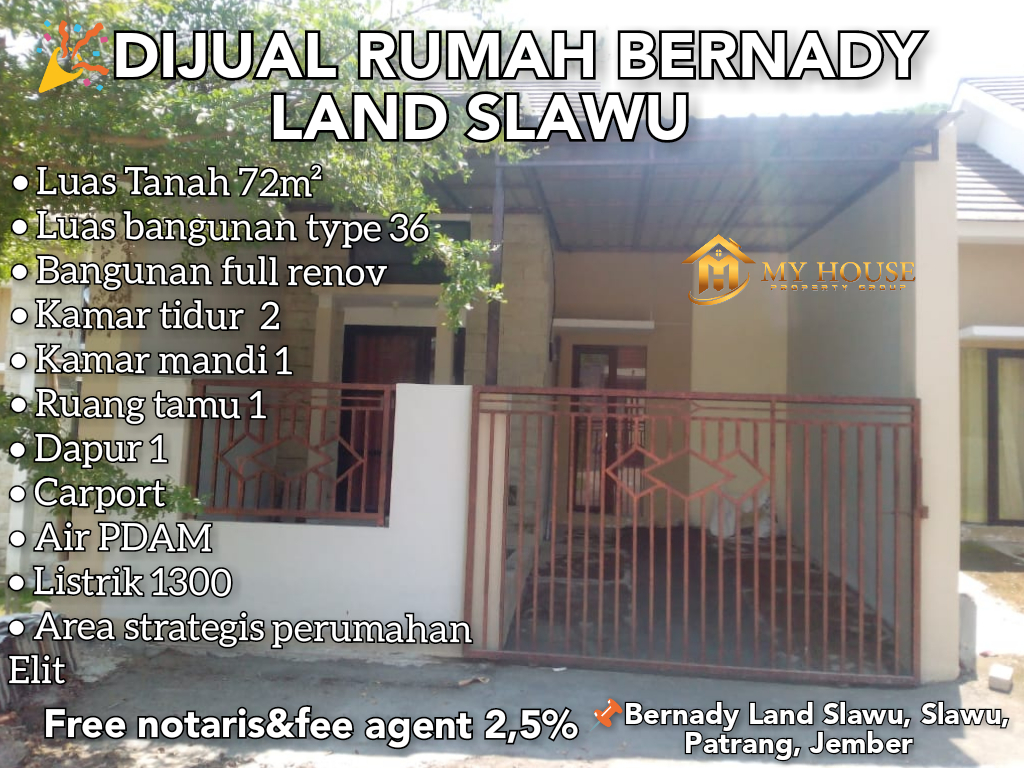 🎉DIJUAL RUMAH BERNADY
LAND SLAWU
• Luas Tanah 72m²
• Luas bangunan type 36
• Bangunan full renov
• Kamar tidur 2
• Kamar mandi 1
• Ruang tamu 1
• Dapur 1
• Carport
• Air PDAM
• Listrik 1300
• Area strategis perumahan
Elit
MY HOUSE
PROPERTY GROUP
Free notaris&fee agent 2,5%
📌Bernady Land Slawu, Slawu,
Patrang, Jember